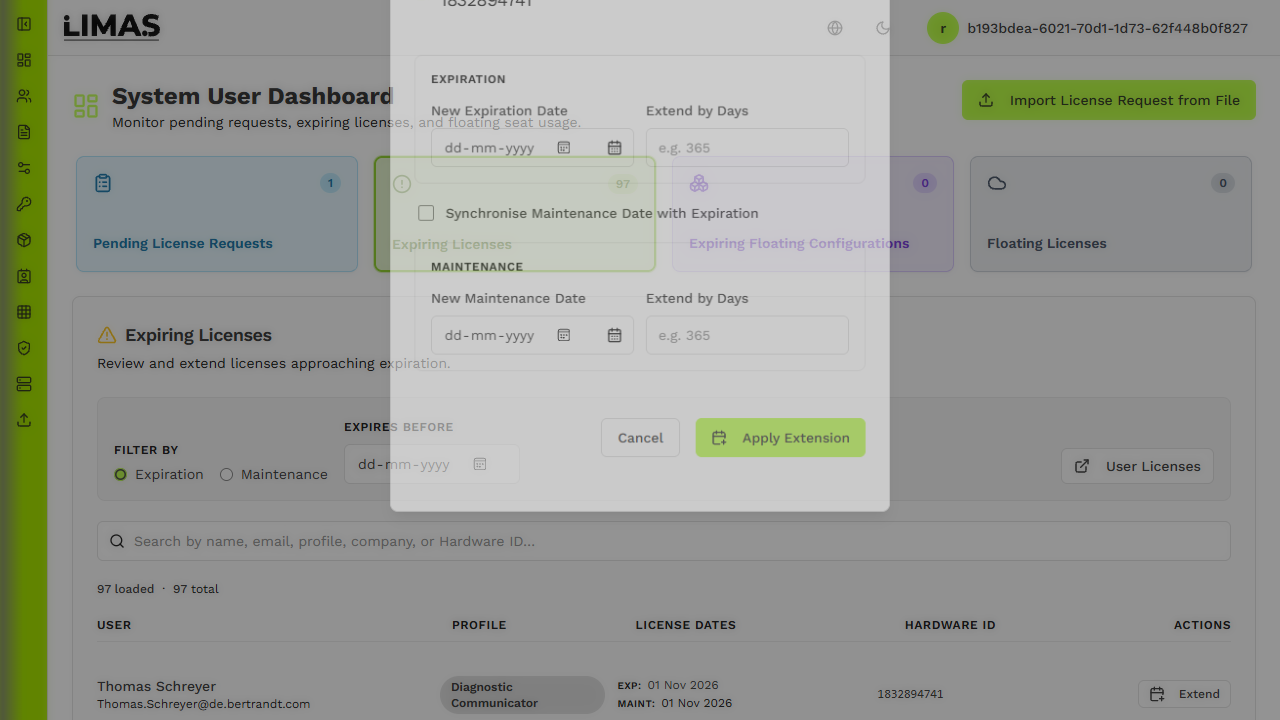 LIMAS
r
b193bdea-6021-70d1-1d73-62f448b0f827
System User Dashboard
Monitor pending requests, expiring licenses, and floating seat usage.
Import License Request from File
1
Pending License Requests
97
Expiring Licenses
0
Expiring Floating Configurations
0
Floating Licenses
1832894741
EXPIRATION
New Expiration Date
Extend by Days
dd-mm-yyyy
e.g. 365
Synchronise Maintenance Date with Expiration
MAINTENANCE
New Maintenance Date
Extend by Days
dd-mm-yyyy
e.g. 365
Cancel
Apply Extension
Expiring Licenses
Review and extend licenses approaching expiration.
FILTER BY
Expiration
Maintenance
EXPIRES BEFORE
dd-mm-yyyy
User Licenses
Search by name, email, profile, company, or Hardware ID...
97 loaded · 97 total
USER PROFILE LICENSE DATES HARDWARE ID ACTIONS
Thomas Schreyer
Thomas.Schreyer@de.bertrandt.com
Diagnostic
Communicator
EXP: 01 Nov 2026
MAINT: 01 Nov 2026
1832894741
Extend